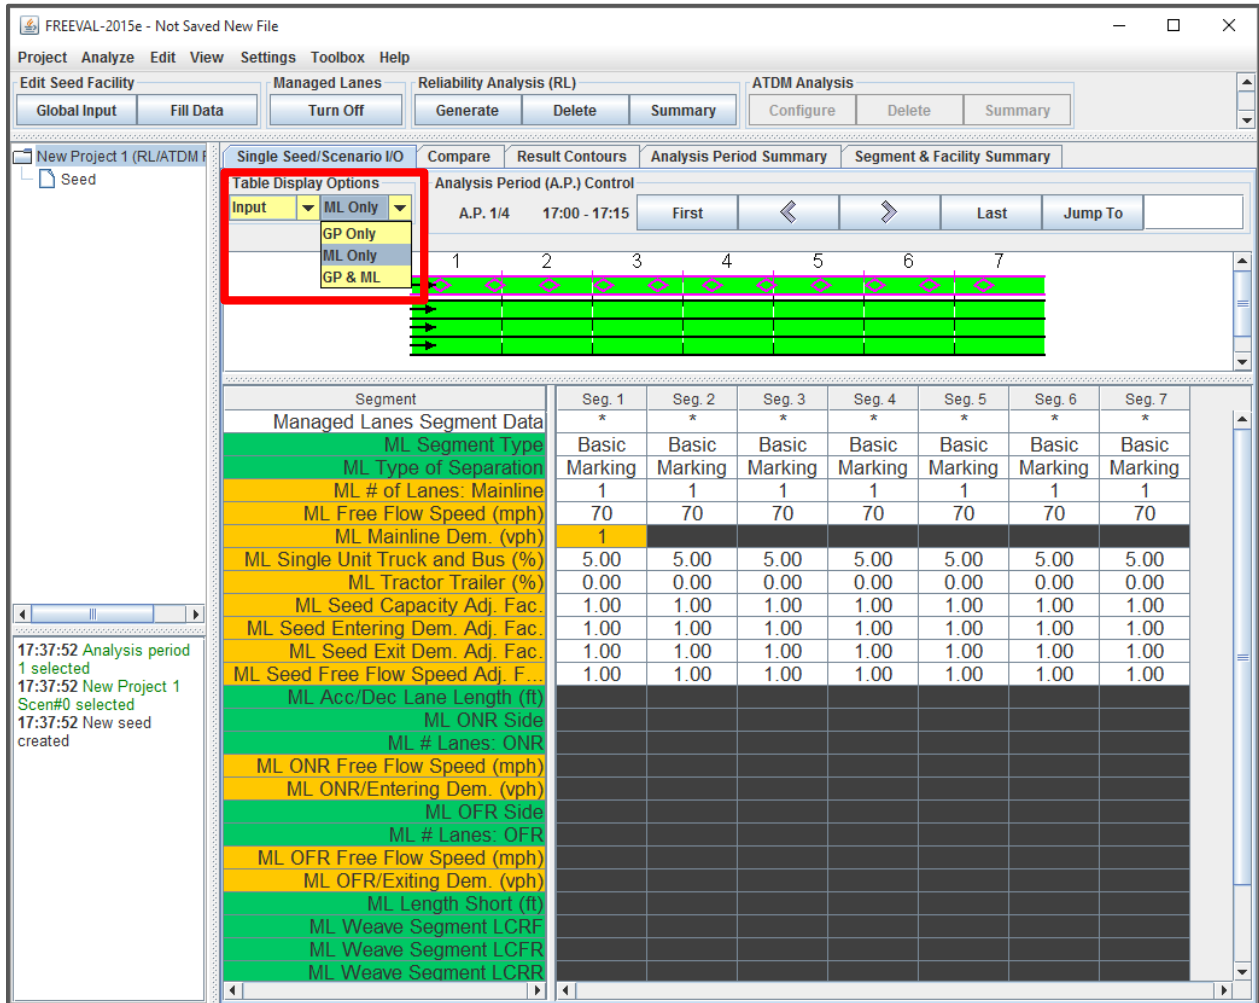 FREEVAL-2015e - Not Saved New File
Project Analyze Edit View Settings Toolbox Help
Edit Seed Facility Managed Lanes Reliability Analysis (RL) ATDM Analysis
Global Input Fill Data Turn Off Generate Delete Summary Configure Delete Summary
New Project 1 (RL/ATDM
Seed
Single Seed/Scenario I/O Compare Result Contours Analysis Period Summary Segment & Facility Summary
Table Display Options Analysis Period (A.P.) Control
Input ML Only A.P. 1/4 17:00 - 17:15 First Last Jump To
GP Only
ML Only
GP & ML
1 2 3 4 5 6 7
Segment Seg. 1 Seg. 2 Seg. 3 Seg. 4 Seg. 5 Seg. 6 Seg. 7
Managed Lanes Segment Data * * * * * * *
ML Segment Type Basic Basic Basic Basic Basic Basic Basic
ML Type of Separation Marking Marking Marking Marking Marking Marking Marking
ML # of Lanes: Mainline 1 1 1 1 1 1 1
ML Free Flow Speed (mph) 70 70 70 70 70 70 70
ML Mainline Dem. (vph) 1
ML Single Unit Truck and Bus (%) 5.00 5.00 5.00 5.00 5.00 5.00 5.00
ML Tractor Trailer (%) 0.00 0.00 0.00 0.00 0.00 0.00 0.00
ML Seed Capacity Adj. Fac. 1.00 1.00 1.00 1.00 1.00 1.00 1.00
ML Seed Entering Dem. Adj. Fac. 1.00 1.00 1.00 1.00 1.00 1.00 1.00
ML Seed Exit Dem. Adj. Fac. 1.00 1.00 1.00 1.00 1.00 1.00 1.00
ML Seed Free Flow Speed Adj. F... 1.00 1.00 1.00 1.00 1.00 1.00 1.00
ML Acc/Dec Lane Length (ft)
ML ONR Side
ML # Lanes: ONR
ML ONR Free Flow Speed (mph)
ML ONR/Entering Dem. (vph)
ML OFR Side
ML # Lanes: OFR
ML OFR Free Flow Speed (mph)
ML OFR/Exiting Dem. (vph)
ML Length Short (ft)
ML Weave Segment LCRF
ML Weave Segment LCFR
ML Weave Segment LCRR
17:37:52 Analysis period
1 selected
17:37:52 New Project 1
Scen#0 selected
17:37:52 New seed
created